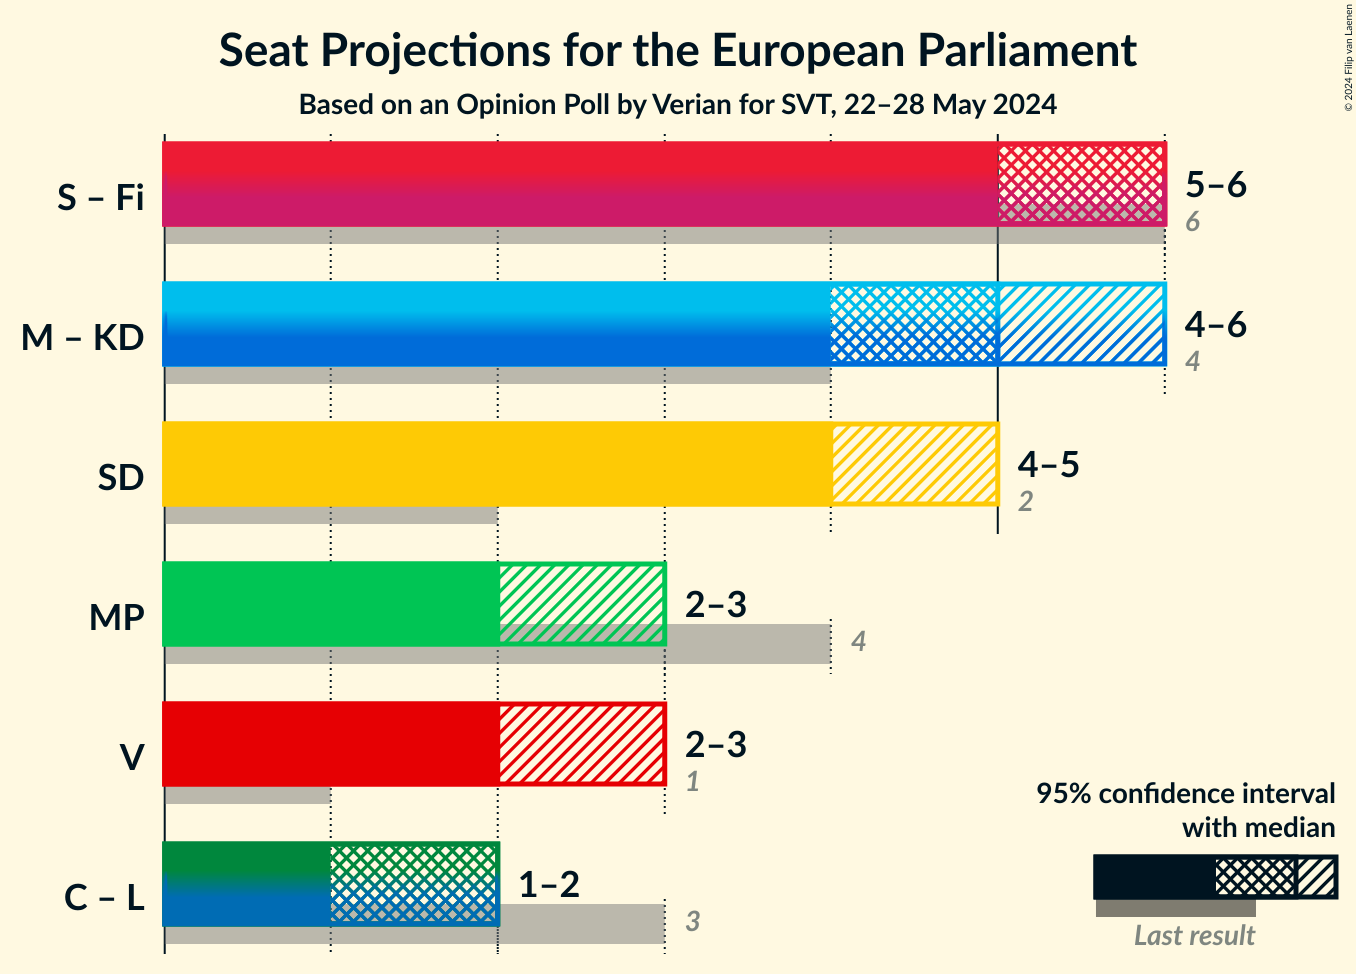 Seat Projections for the European Parliament
Based on an Opinion Poll by Verian for SVT, 22–28 May 2024
© 2024 Filip van Laenen
S – Fi
5–6
6
M – KD
4–6
4
SD
4–5
2
MP
2–3
4
V
2–3
1
C – L
1–2
3
95% confidence interval
with median
Last result